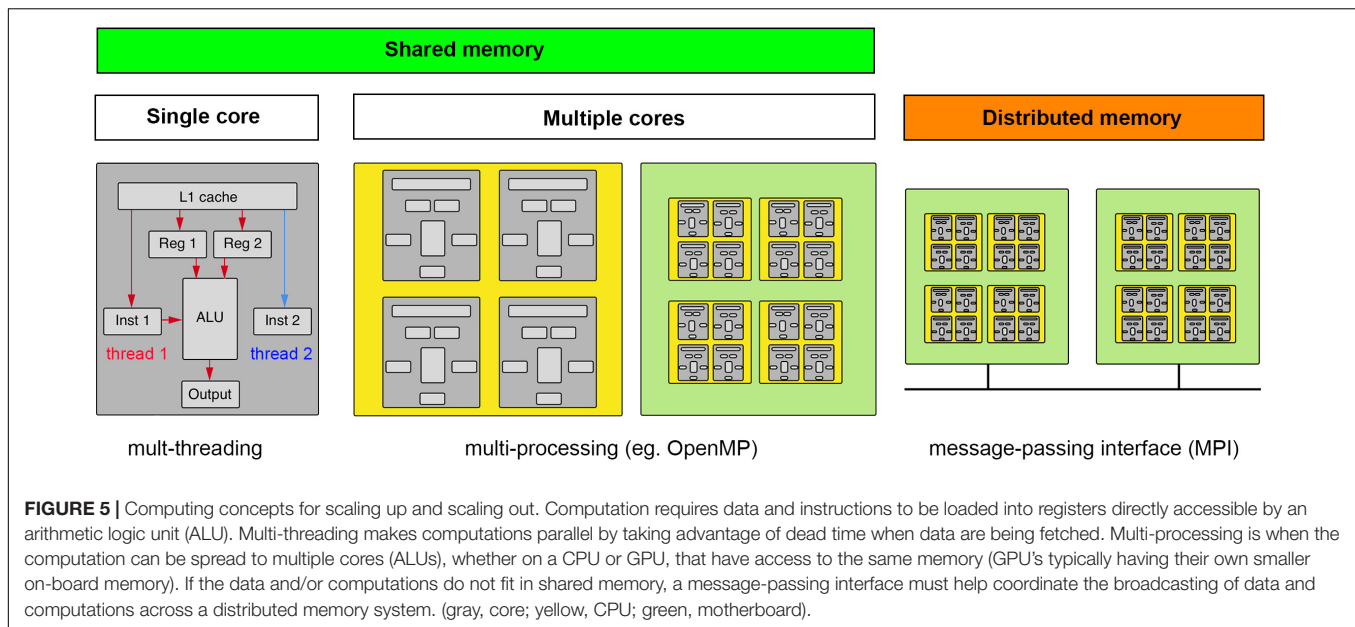 Shared memory
Single core
Multiple cores
Distributed memory
L1 cache
Reg 1
Reg 2
Inst 1
ALU
Inst 2
thread 1
thread 2
Output
mult-threading
multi-processing (eg. OpenMP)
message-passing interface (MPI)
FIGURE 5 | Computing concepts for scaling up and scaling out. Computation requires data and instructions to be loaded into registers directly accessible by an
arithmetic logic unit (ALU). Multi-threading makes computations parallel by taking advantage of dead time when data are being fetched. Multi-processing is when the
computation can be spread to multiple cores (ALUs), whether on a CPU or GPU, that have access to the same memory (GPU's typically having their own smaller
on-board memory). If the data and/or computations do not fit in shared memory, a message-passing interface must help coordinate the broadcasting of data and
computations across a distributed memory system. (gray, core; yellow, CPU; green, motherboard).